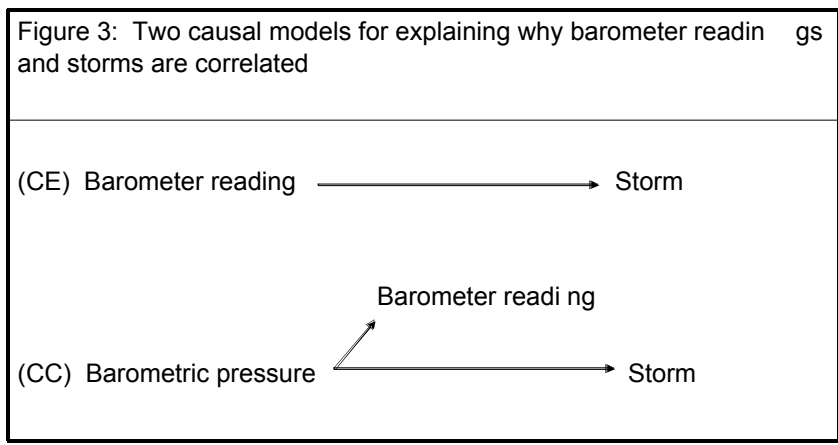 Figure 3: Two causal models for explaining why barometer readin gs
and storms are correlated
(CE) Barometer reading Storm
Barometer readi ng
(CC) Barometric pressure Storm